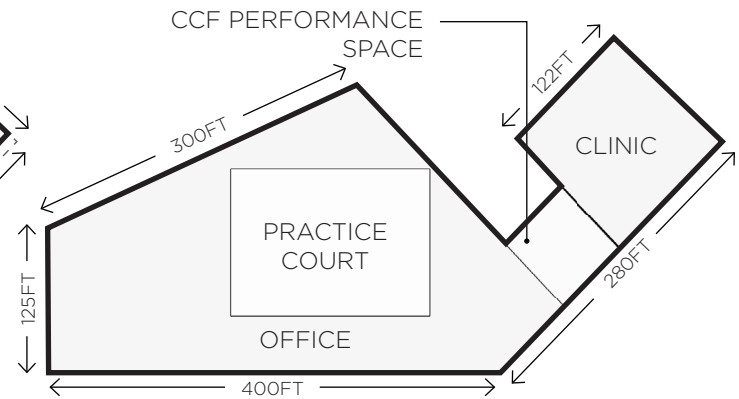 CCF PERFORMANCE
SPACE
122FT
300FT
CLINIC
PRACTICE
COURT
125FT
280FT
OFFICE
400FT